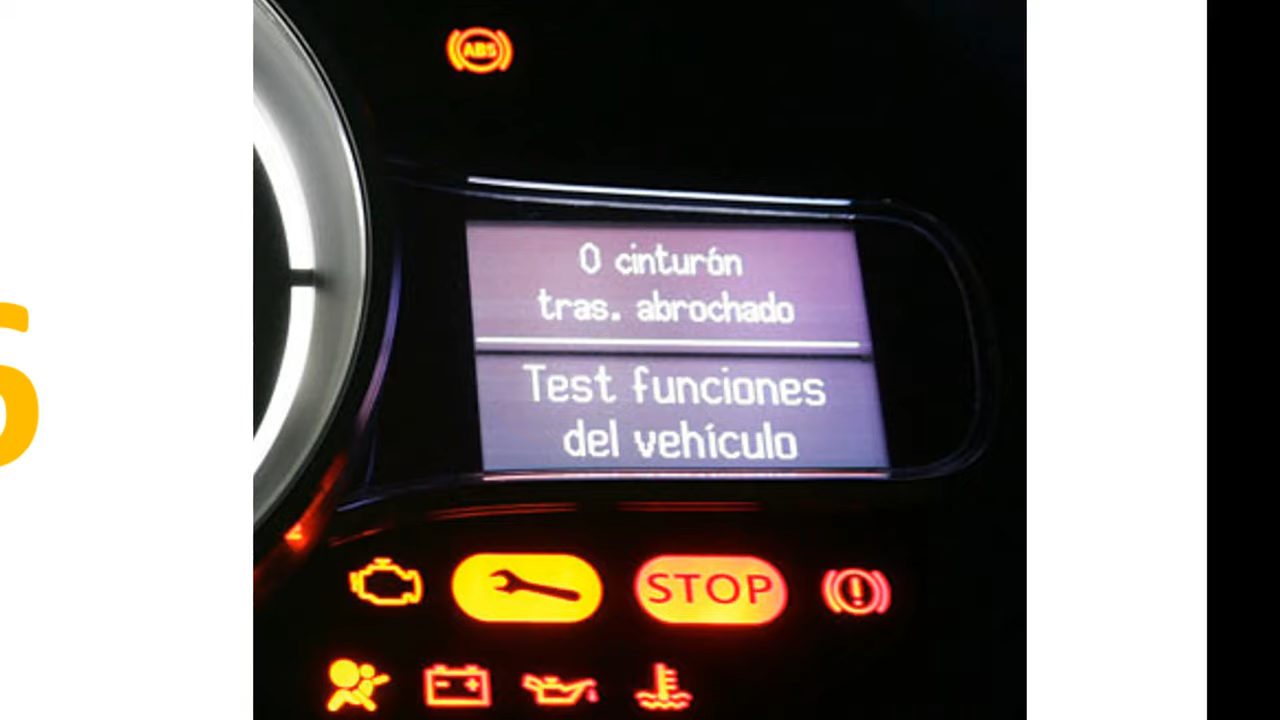 ABS
0 cinturón
tras. abrochado
Test funciones
del vehículo
STOP